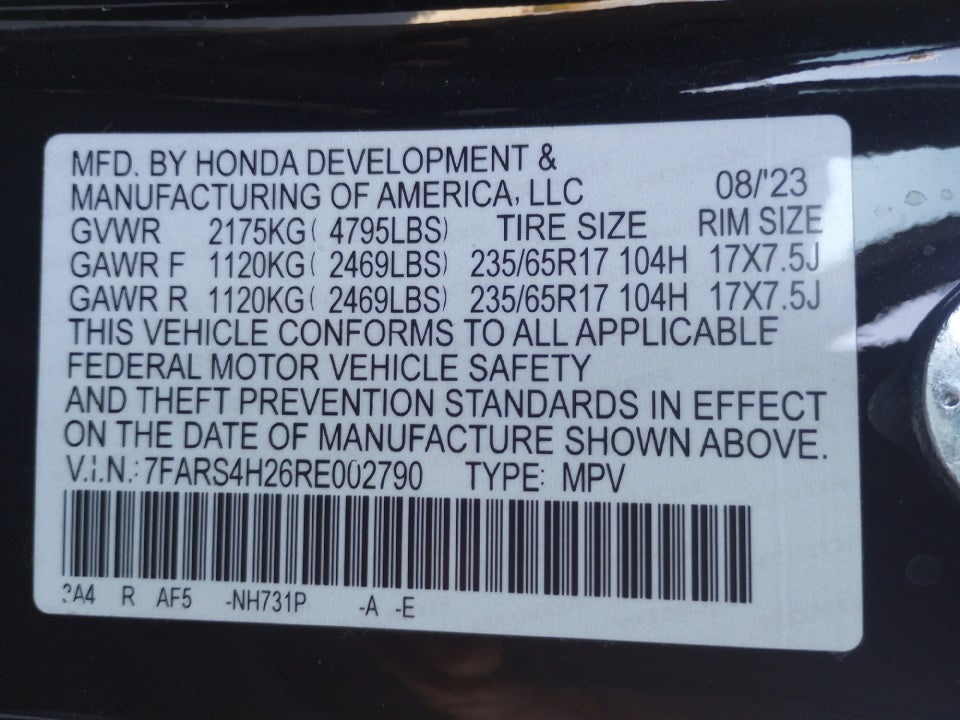 MFD. BY HONDA DEVELOPMENT &
MANUFACTURING OF AMERICA, LLC 08/'23
GVWR 2175KG( 4795LBS) TIRE SIZE RIM SIZE
GAWR F 1120KG( 2469LBS) 235/65R17 104H 17X7.5J
GAWR R 1120KG( 2469LBS) 235/65R17 104H 17X7.5J
THIS VEHICLE CONFORMS TO ALL APPLICABLE
FEDERAL MOTOR VEHICLE SAFETY
AND THEFT PREVENTION STANDARDS IN EFFECT
ON THE DATE OF MANUFACTURE SHOWN ABOVE.
V.I.N.: 7FARS4H26RE002790 TYPE: MPV
R AF5 -NH731P -A -E